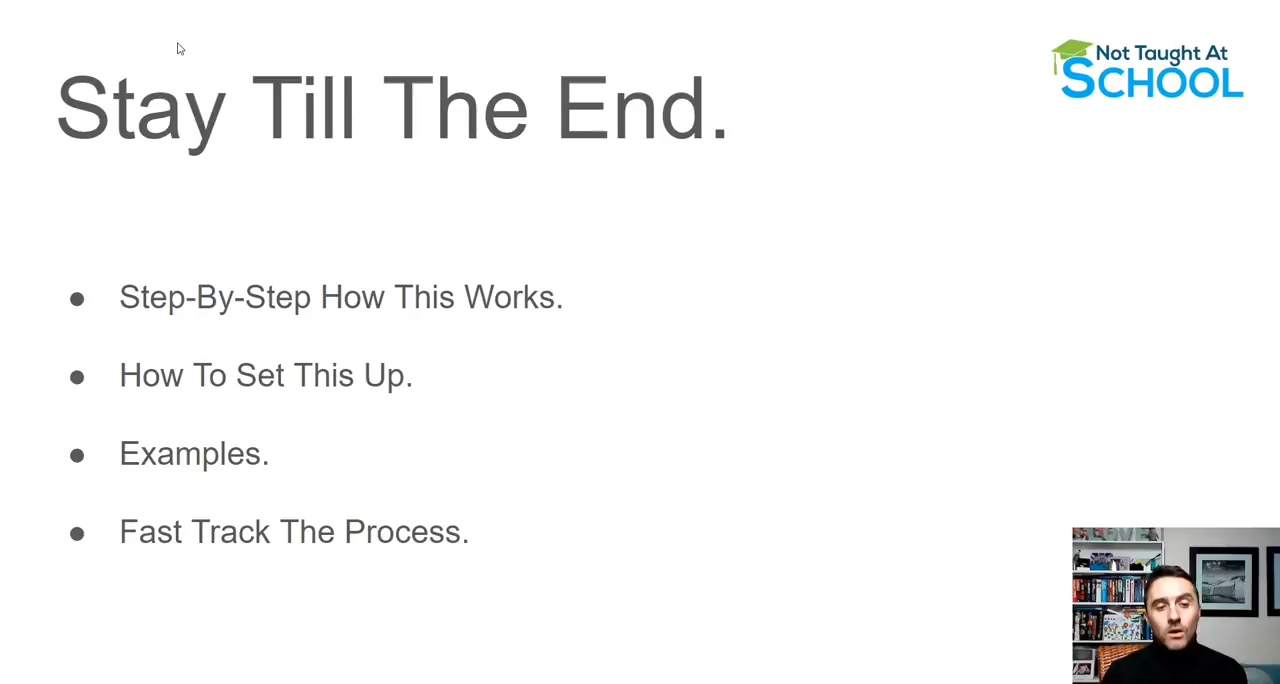 Stay Till The End.
Not Taught At
SCHOOL
● Step-By-Step How This Works.
● How To Set This Up.
● Examples.
● Fast Track The Process.